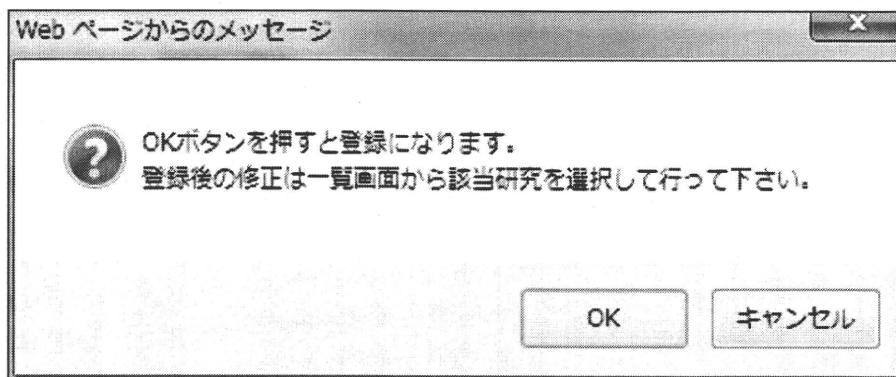 Web ページからのメッセージ
OKボタンを押すと登録になります。
登録後の修正は一覧画面から該当研究を選択して行って下さい。
OK
キャンセル